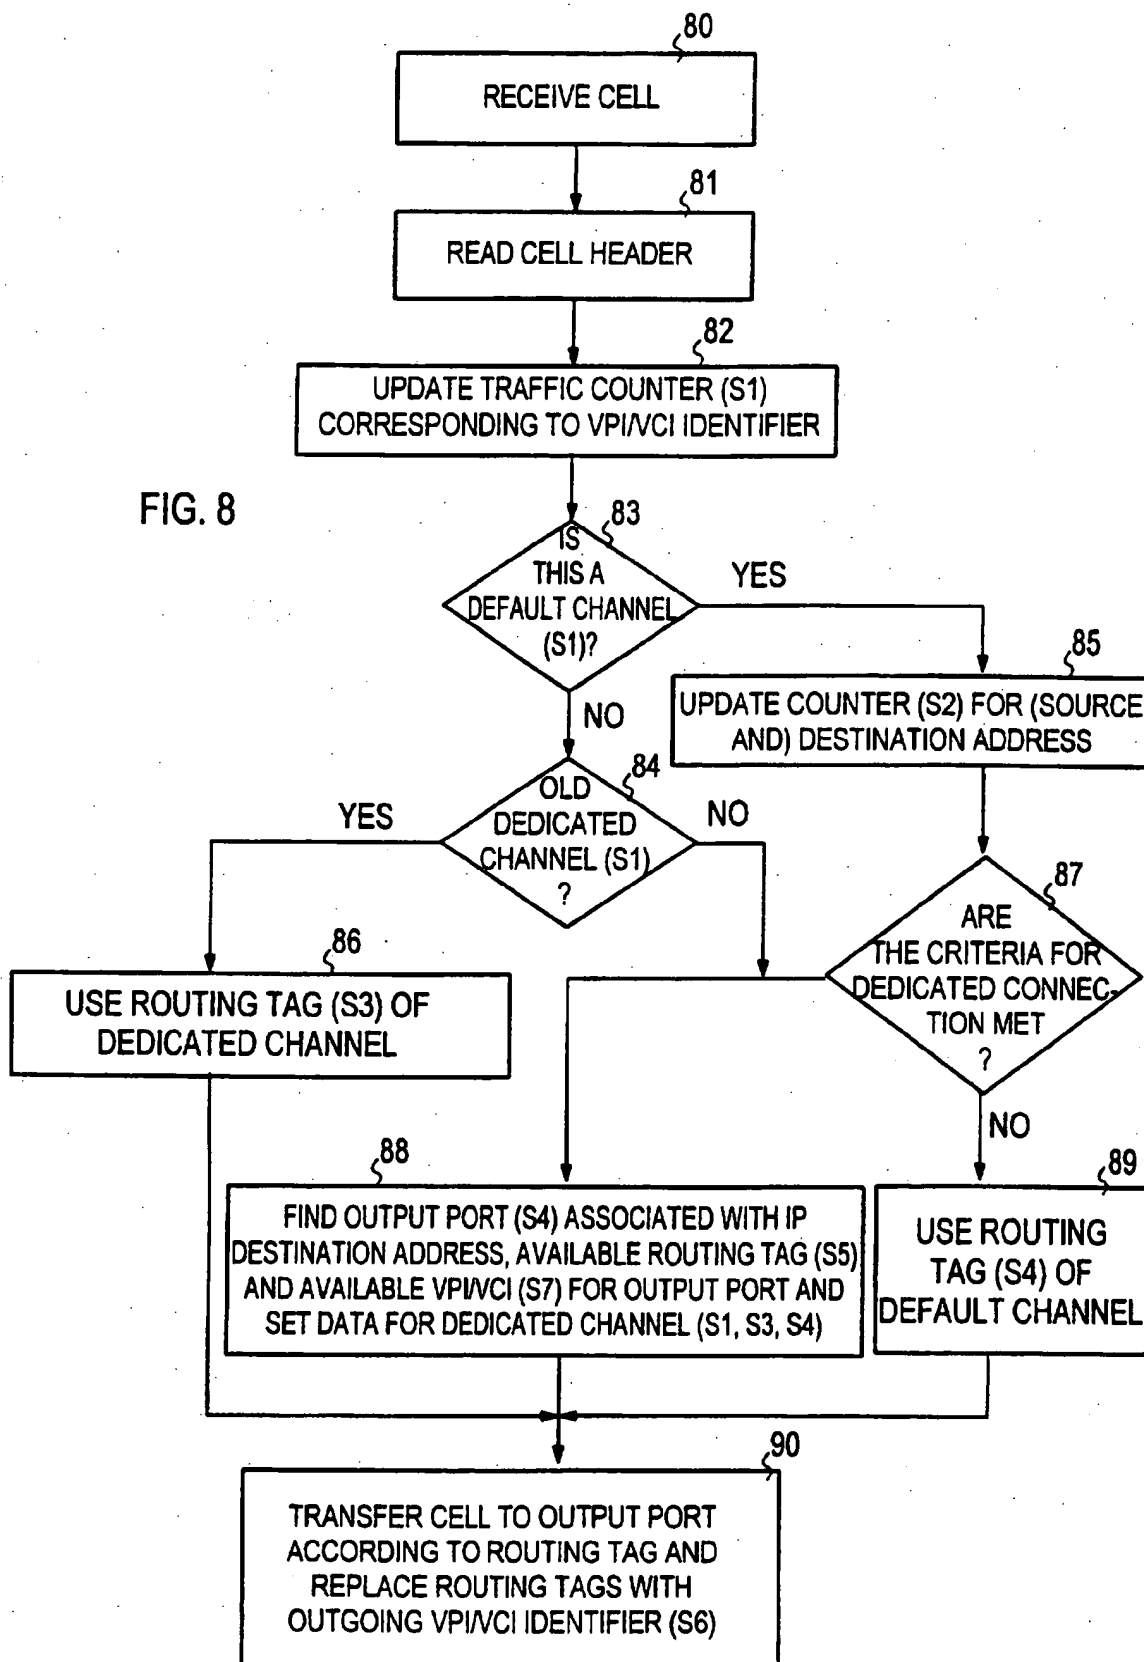 80
RECEIVE CELL
81
READ CELL HEADER
82
UPDATE TRAFFIC COUNTER (S1)
CORRESPONDING TO VPI/VCI IDENTIFIER
FIG. 8
83
IS
THIS A
DEFAULT CHANNEL
(S1)?
YES
NO
85
UPDATE COUNTER (S2) FOR (SOURCE
AND) DESTINATION ADDRESS
84
OLD
DEDICATED
CHANNEL (S1)
?
YES
NO
87
ARE
THE CRITERIA FOR
DEDICATED CONNEC-
TION MET
?
NO
86
USE ROUTING TAG (S3) OF
DEDICATED CHANNEL
88
FIND OUTPUT PORT (S4) ASSOCIATED WITH IP
DESTINATION ADDRESS, AVAILABLE ROUTING TAG (S5)
AND AVAILABLE VPI/VCI (S7) FOR OUTPUT PORT AND
SET DATA FOR DEDICATED CHANNEL (S1, S3, S4)
89
USE ROUTING
TAG (S4) OF
DEFAULT CHANNEL
90
TRANSFER CELL TO OUTPUT PORT
ACCORDING TO ROUTING TAG AND
REPLACE ROUTING TAGS WITH
OUTGOING VPI/VCI IDENTIFIER (S6)